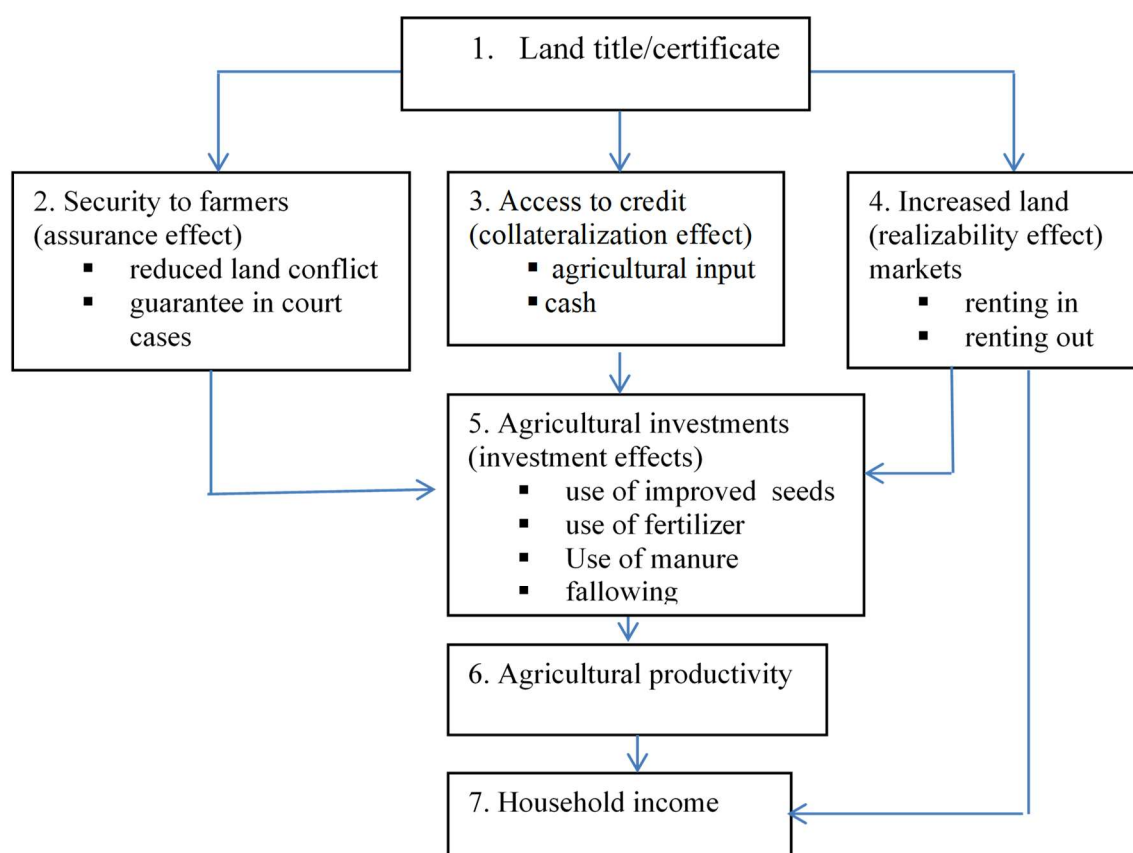 1. Land title/certificate
2. Security to farmers
(assurance effect)
▪ reduced land conflict
▪ guarantee in court
cases
3. Access to credit
(collateralization effect)
▪ agricultural input
▪ cash
4. Increased land
(realizability effect)
markets
▪ renting in
▪ renting out
5. Agricultural investments
(investment effects)
▪ use of improved seeds
▪ use of fertilizer
▪ Use of manure
▪ fallowing
6. Agricultural productivity
7. Household income